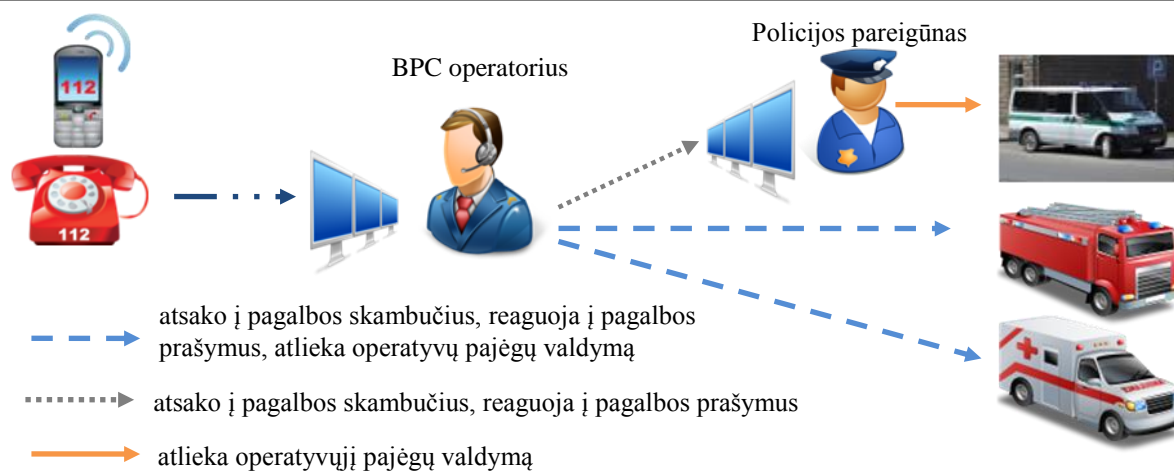 Policijos pareigūnas
BPC operatorius
112
112
atsako į pagalbos skambučius, reaguoja į pagalbos
prašymus, atlieka operatyvų pajėgų valdymą
atsako į pagalbos skambučius, reaguoja į pagalbos prašymus
atlieka operatyvųjį pajėgų valdymą